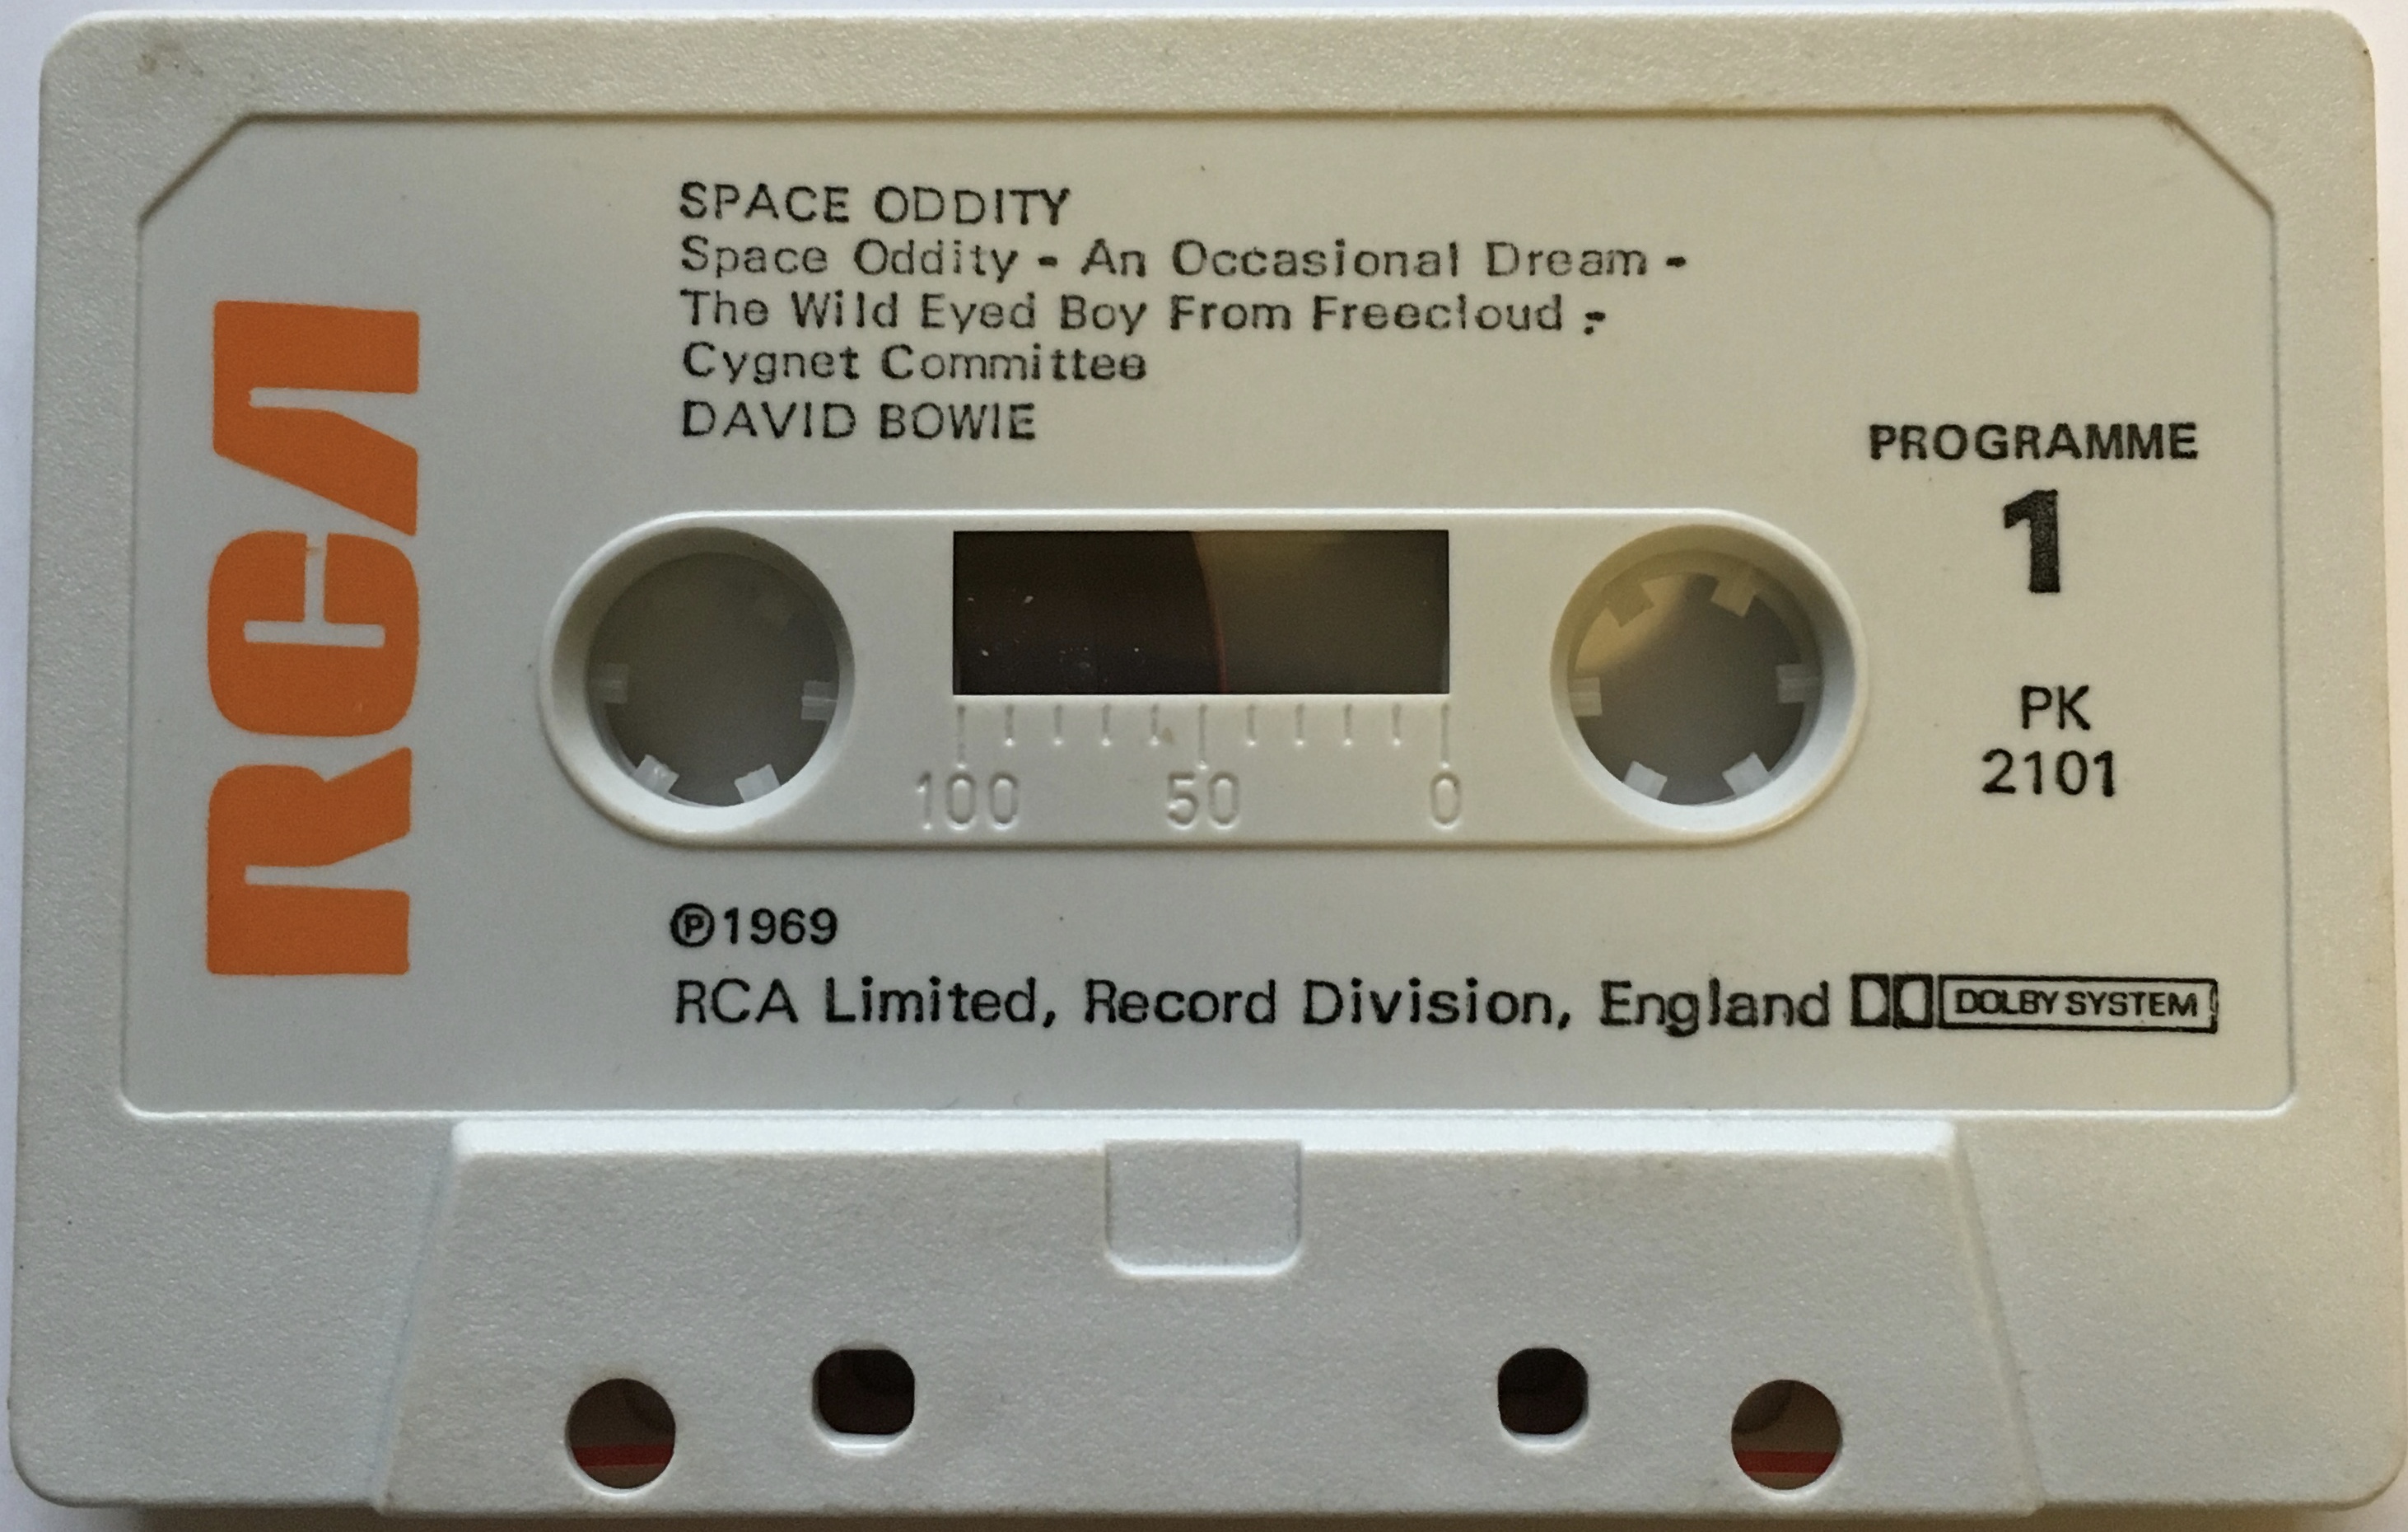 SPACE ODDITY
Space Oddity - An Occasional Dream -
The Wild Eyed Boy From Freecloud -
Cygnet Committee
DAVID BOWIE
RCA
PROGRAMME
1
PK
2101
100 50 0
℗1969
RCA Limited, Record Division, England DOLBY SYSTEM